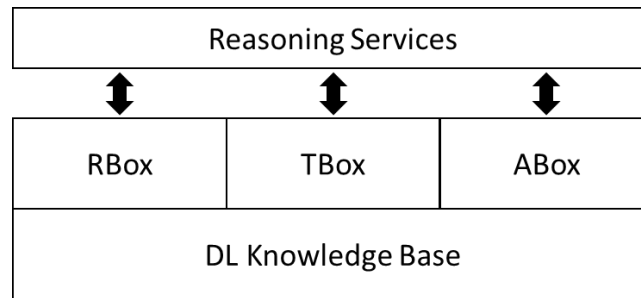 Reasoning Services
RBox
TBox
ABox
DL Knowledge Base